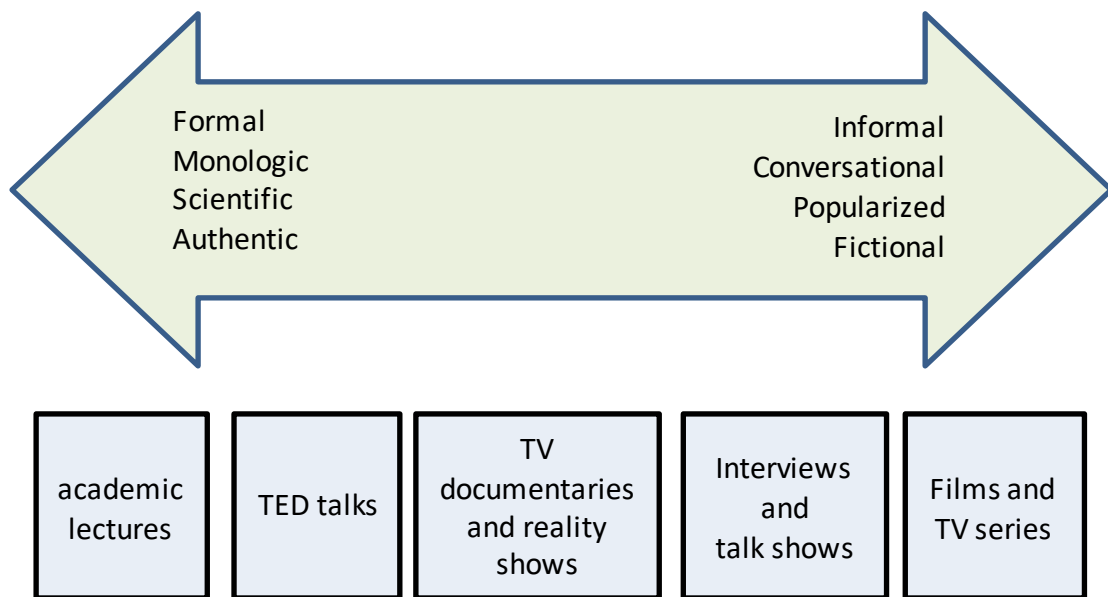 Formal
Monologic
Scientific
Authentic
Informal
Conversational
Popularized
Fictional
academic
lectures
TED talks
TV
documentaries
and reality
shows
Interviews
and
talk shows
Films and
TV series